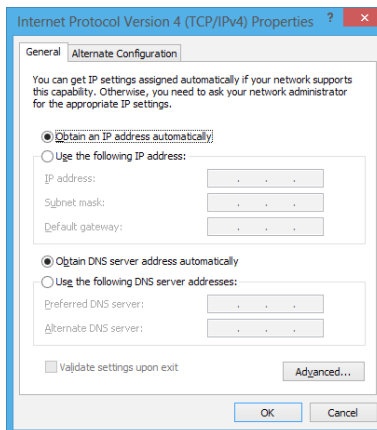 Internet Protocol Version 4 (TCP/IPv4) Properties ? ×
General Alternate Configuration
You can get IP settings assigned automatically if your network supports
this capability. Otherwise, you need to ask your network administrator
for the appropriate IP settings.
Obtain an IP address automatically
Use the following IP address:
IP address: . . .
Subnet mask: . . .
Default gateway: . . .
Obtain DNS server address automatically
Use the following DNS server addresses:
Preferred DNS server: . . .
Alternate DNS server: . . .
Validate settings upon exit
Advanced...
OK Cancel